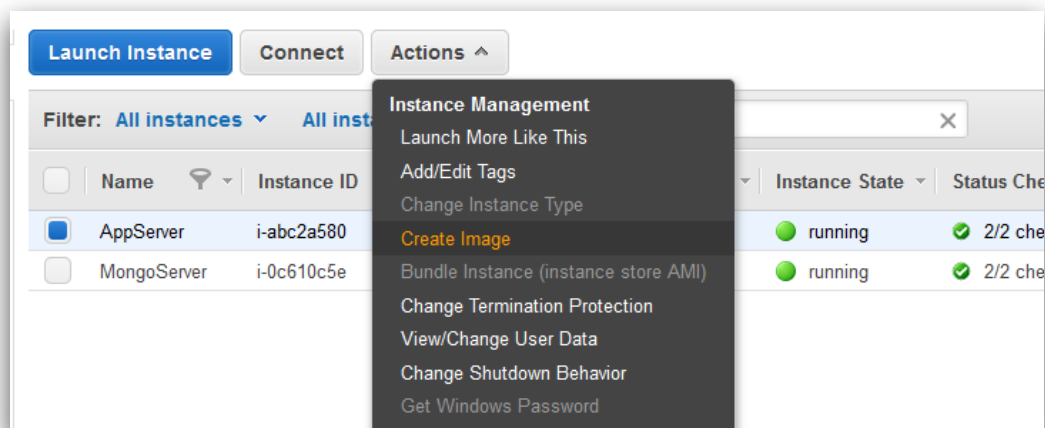 Launch Instance Connect Actions
Instance Management
Filter: All instances All inst
Launch More Like This
Add/Edit Tags
Name Instance ID Instance State Status Che
Change Instance Type
AppServer i-abc2a580 running 2/2 che
Create Image
MongoServer i-0c610c5e running 2/2 che
Bundle Instance (instance store AMI)
Change Termination Protection
View/Change User Data
Change Shutdown Behavior
Get Windows Password